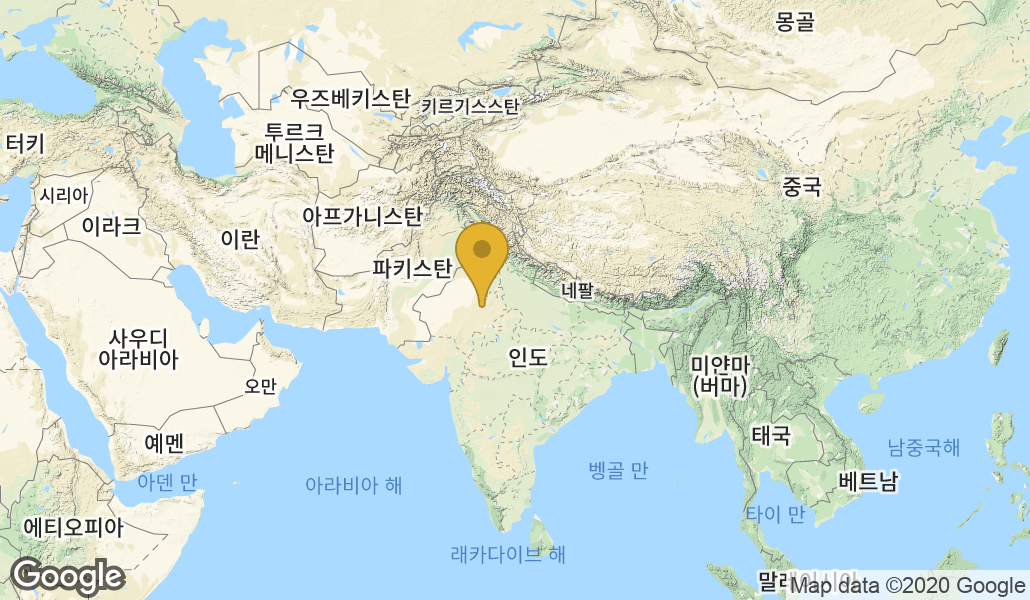 몽골
우즈베키스탄
키르기스스탄
터키
투르크
메니스탄
시리아
중국
이라크
아프가니스탄
이란
파키스탄
네팔
사우디
아라비아
인도
오만
미얀마
(버마)
예멘
태국
남중국해
아덴 만
아라비아 해
벵골 만
베트남
에티오피아
타이 만
래카다이브 해
말레이시아
Google
Map data ©2020 Google